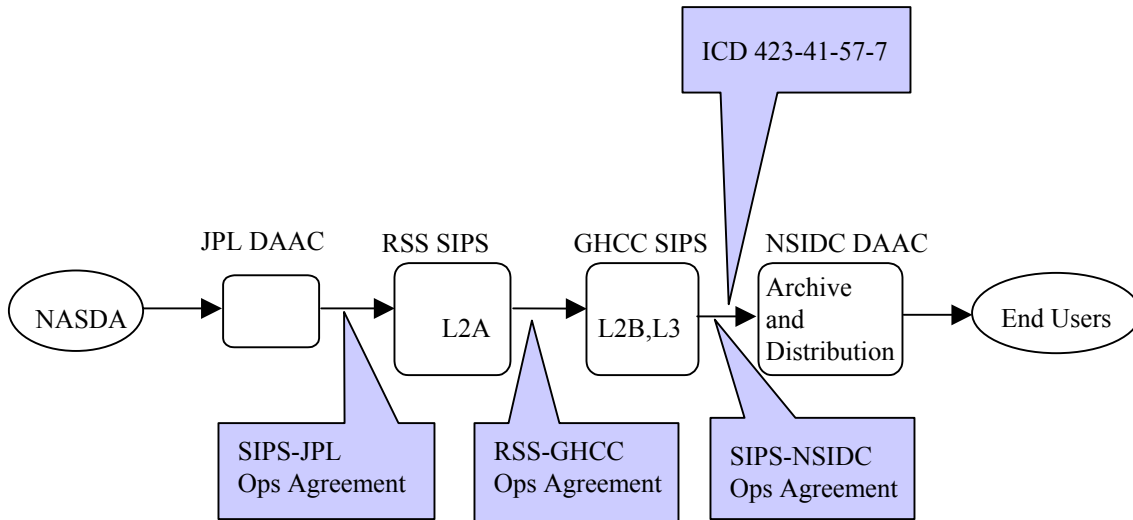 ICD 423-41-57-7
JPL DAAC
RSS SIPS
GHCC SIPS
NSIDC DAAC
NASDA
L2A
L2B,L3
Archive
and
Distribution
End Users
SIPS-JPL
Ops Agreement
RSS-GHCC
Ops Agreement
SIPS-NSIDC
Ops Agreement